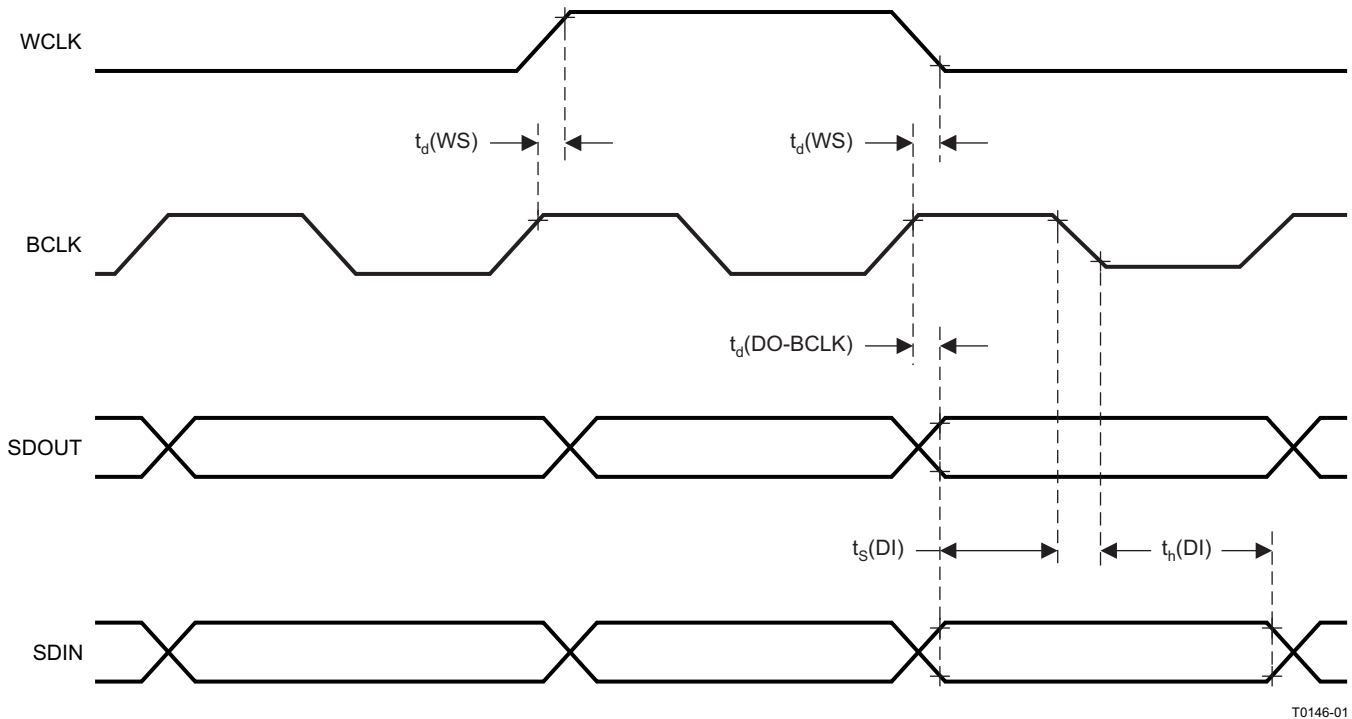 WCLK
t_d(WS)
t_d(WS)
BCLK
t_d(DO-BCLK)
SDOUT
t_S(DI)
t_h(DI)
SDIN
T0146-01